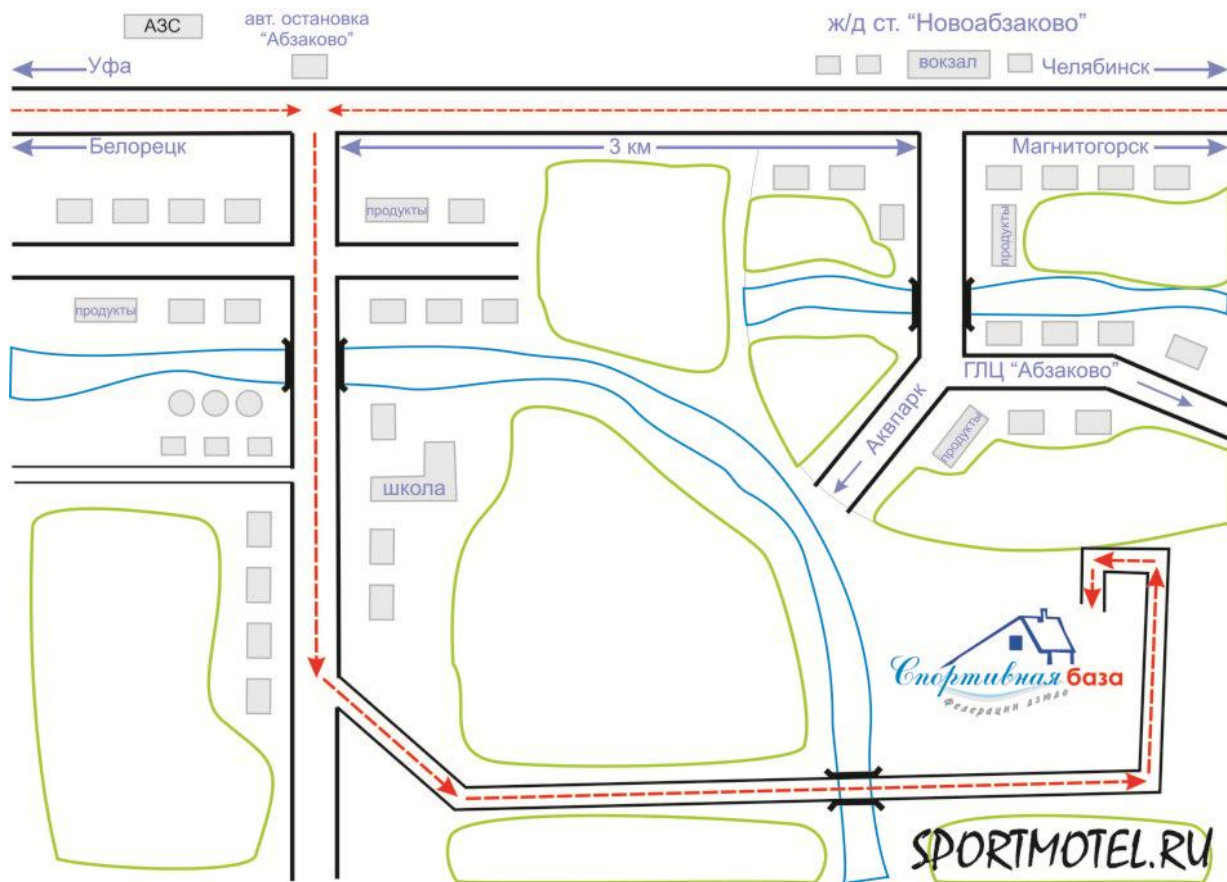 АЗС
авт. остановка
“Абзаково”
ж/д ст. “Новоабзаково”
вокзал
Уфа
Челябинск
Белорецк
3 км
Магнитогорск
продукты
продукты
продукты
ГЛЦ “Абзаково”
Аквпарк
продукты
школа
Спортивная база
федерации дзюдо
SPORTMOTEL.RU